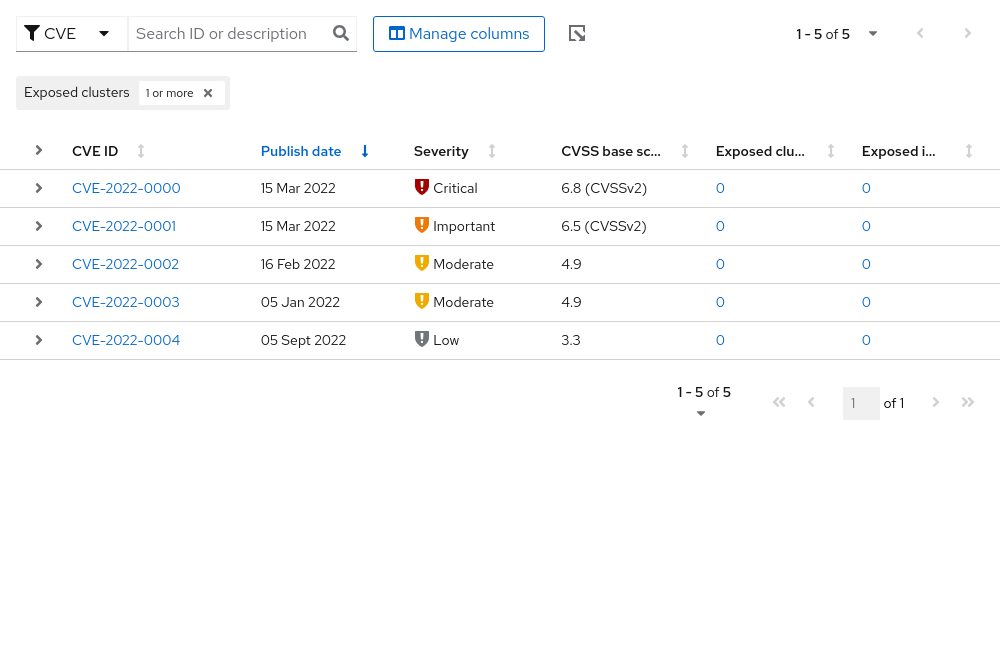 CVE Search ID or description Manage columns 1 - 5 of 5
Exposed clusters 1 or more
CVE ID Publish date Severity CVSS base sc... Exposed clu... Exposed i...
CVE-2022-0000 15 Mar 2022 Critical 6.8 (CVSSv2) 0 0
CVE-2022-0001 15 Mar 2022 Important 6.5 (CVSSv2) 0 0
CVE-2022-0002 16 Feb 2022 Moderate 4.9 0 0
CVE-2022-0003 05 Jan 2022 Moderate 4.9 0 0
CVE-2022-0004 05 Sept 2022 Low 3.3 0 0
1 - 5 of 5 1 of 1